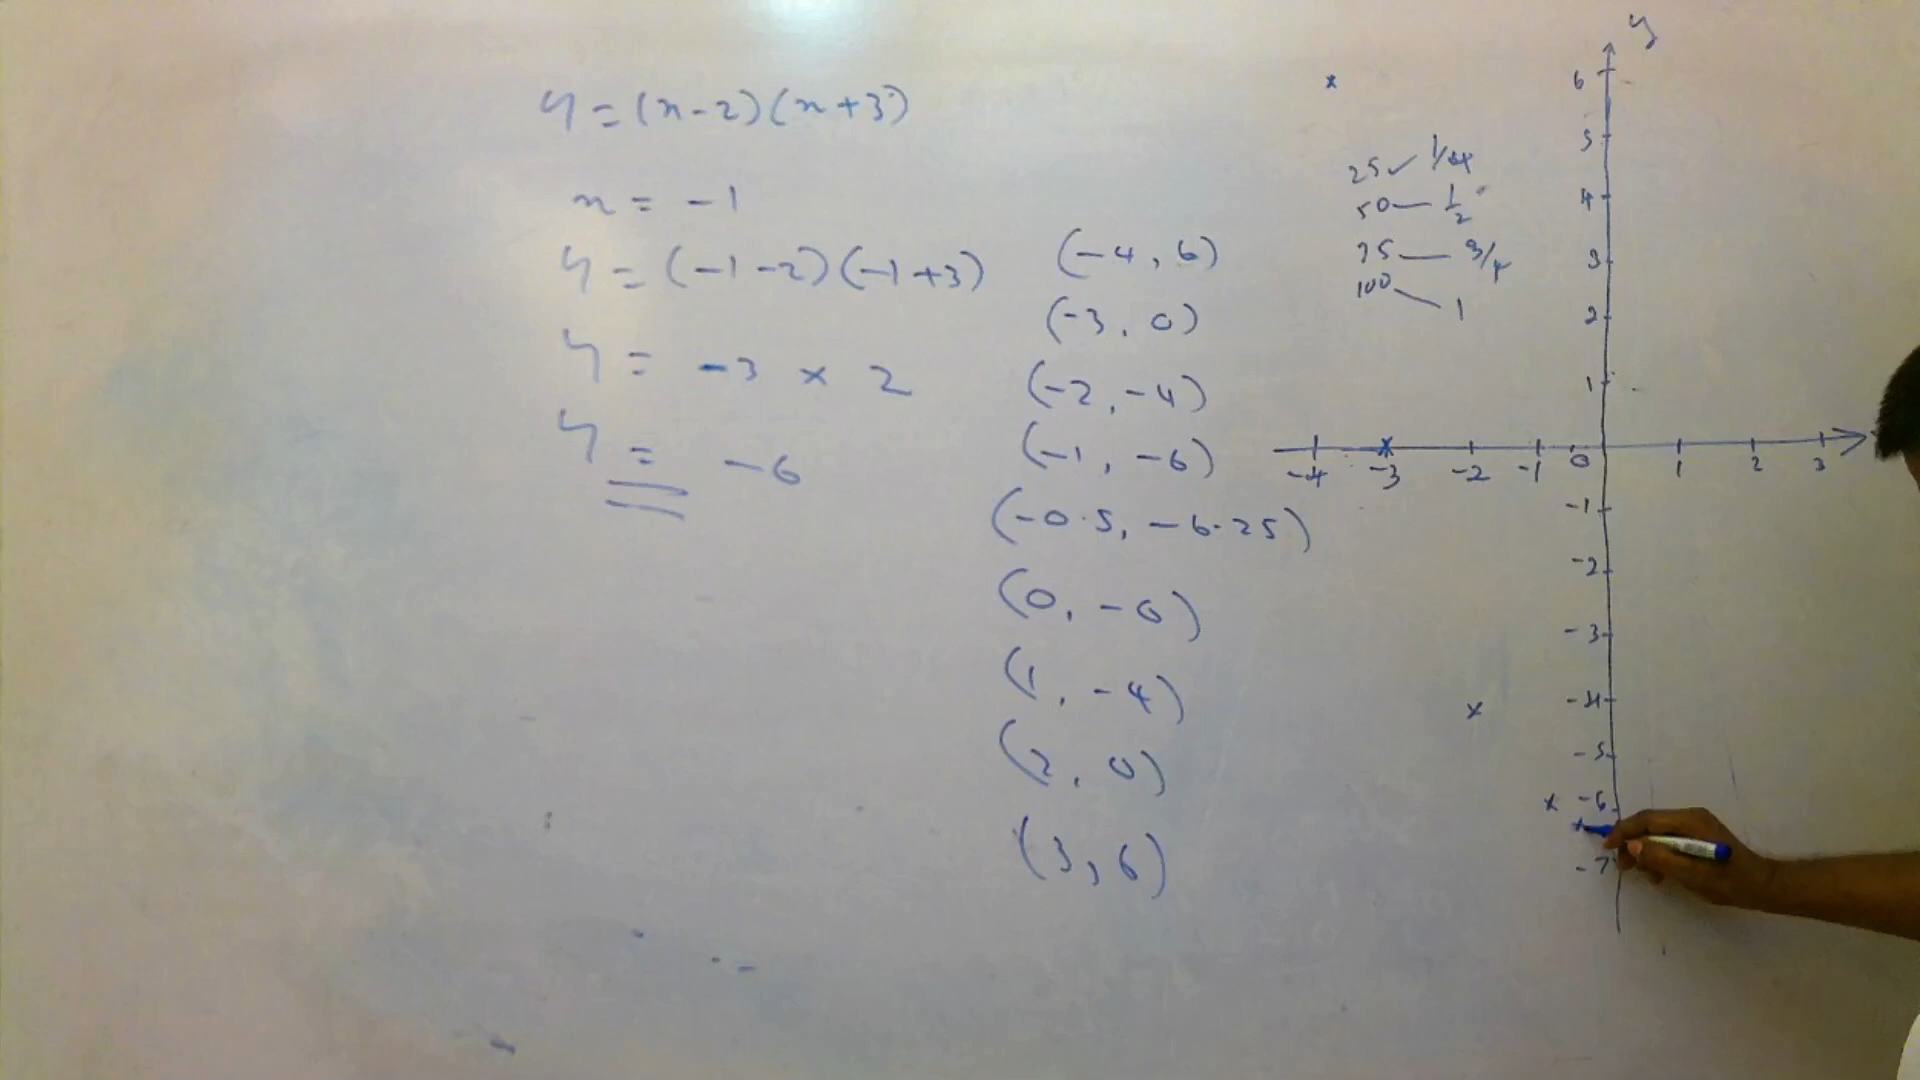 y = (x-2)(x+3)
x = -1
y = (-1-2)(-1+3)
y = -3 × 2
y = -6
(-4, 6)
(-3, 0)
(-2, -4)
(-1, -6)
(-0.5, -6.25)
(0, -6)
(1, -4)
(2, 0)
(3, 6)
25 1/4
50 — 1/2
75 — 3/4
100 — 1
y
6
5
4
3
2
1
-4 -3 -2 -1 0 1 2 3
-1
-2
-3
-4
-5
-6
-7